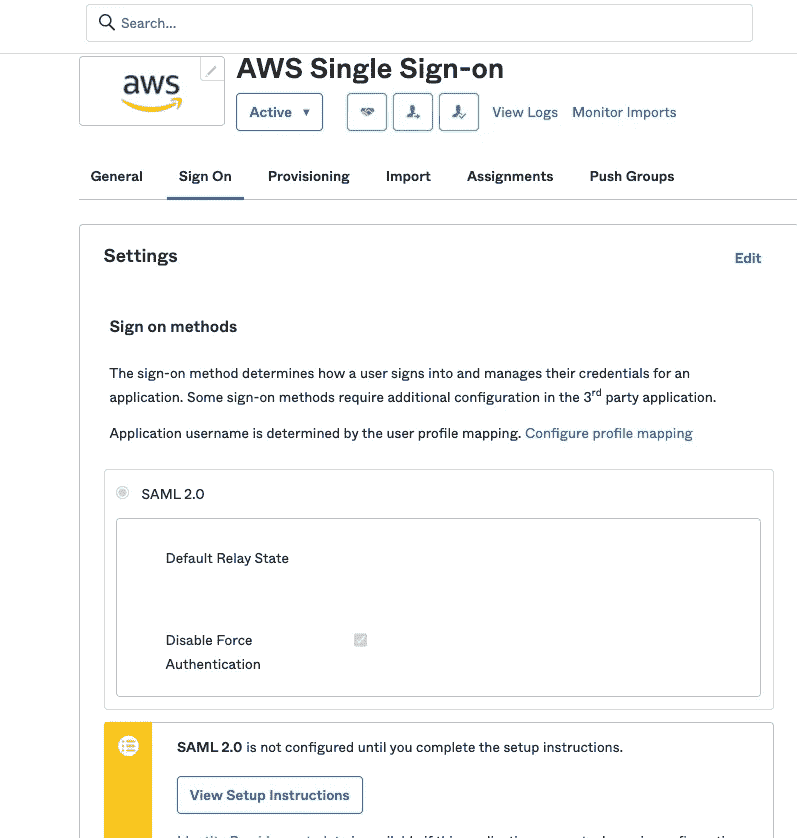 Search...
aws
AWS Single Sign-on
Active
View Logs
Monitor Imports
General
Sign On
Provisioning
Import
Assignments
Push Groups
Settings
Edit
Sign on methods
The sign-on method determines how a user signs into and manages their credentials for an
application. Some sign-on methods require additional configuration in the 3rd party application.
Application username is determined by the user profile mapping. Configure profile mapping
SAML 2.0
Default Relay State
Disable Force
Authentication
SAML 2.0 is not configured until you complete the setup instructions.
View Setup Instructions